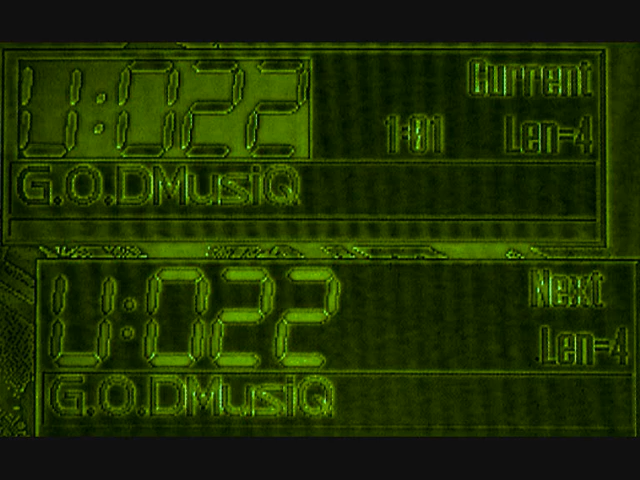 U:022 Current
1:01 Len=4
G.O.DMusiQ
U:022 Next
Len=4
G.O.DMusiQ